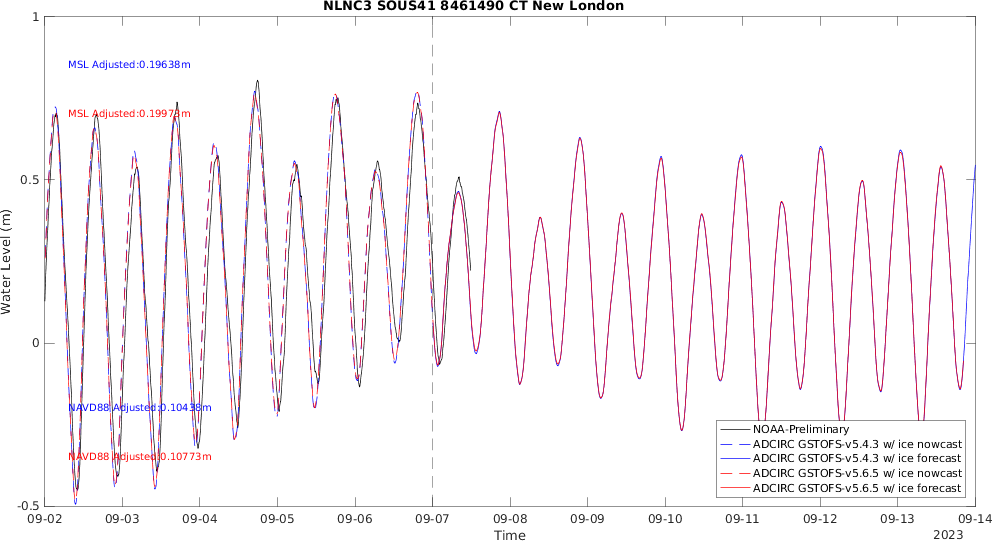 NLNC3 SOUS41 8461490 CT New London
1
MSL Adjusted:0.19638m
MSL Adjusted:0.19973m
0.5
Water Level (m)
0
NAVD88 Adjusted:0.10438m
NAVD88 Adjusted:0.10773m
NOAA-Preliminary
ADCIRC GSTOFS-v5.4.3 w/ ice nowcast
ADCIRC GSTOFS-v5.4.3 w/ ice forecast
ADCIRC GSTOFS-v5.6.5 w/ ice nowcast
ADCIRC GSTOFS-v5.6.5 w/ ice forecast
-0.5
09-02 09-03 09-04 09-05 09-06 09-07 09-08 09-09 09-10 09-11 09-12 09-13 09-14
Time
2023